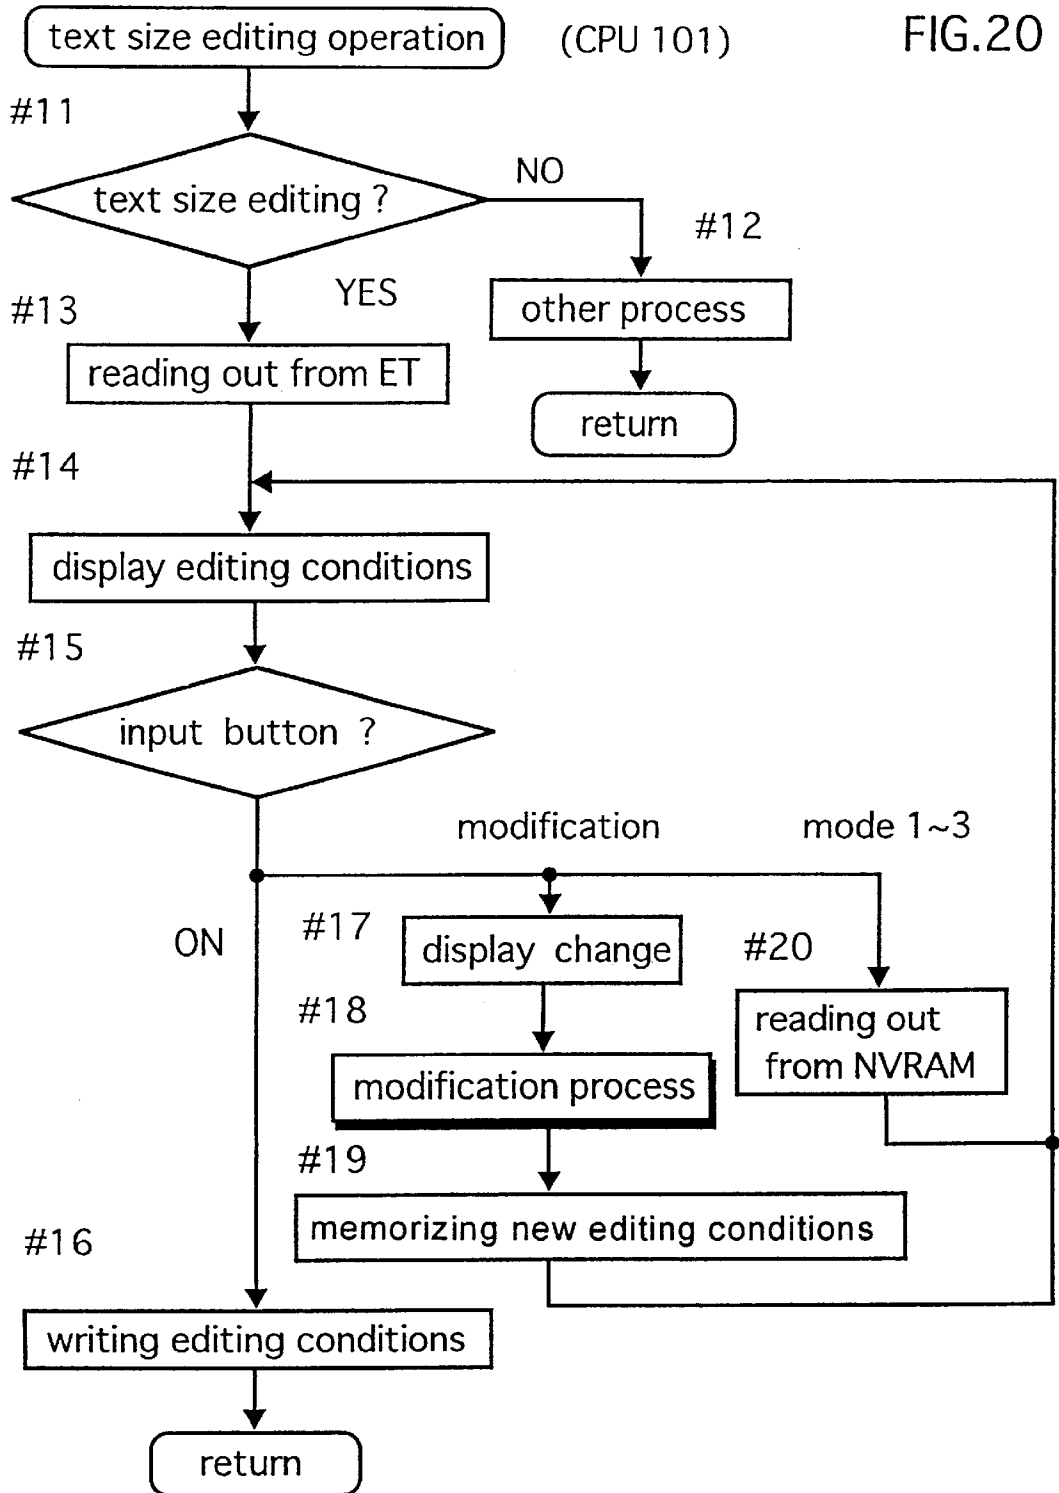 text size editing operation
(CPU 101)
FIG.20
#11
text size editing ?
NO
#12
other process
return
YES
#13
reading out from ET
#14
display editing conditions
#15
input button ?
modification
mode 1~3
ON
#17
display change
#20
reading out
from NVRAM
#18
modification process
#19
memorizing new editing conditions
#16
writing editing conditions
return